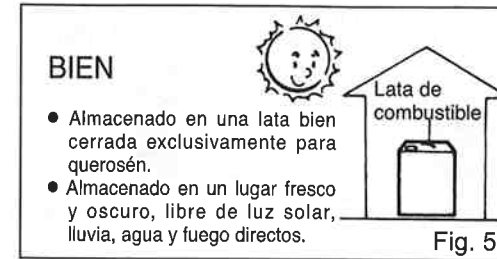 BIEN
● Almacenado en una lata bien
cerrada exclusivamente para
querosén.
● Almacenado en un lugar fresco
y oscuro, libre de luz solar,
lluvia, agua y fuego directos.
Lata de
combustible
Fig. 5